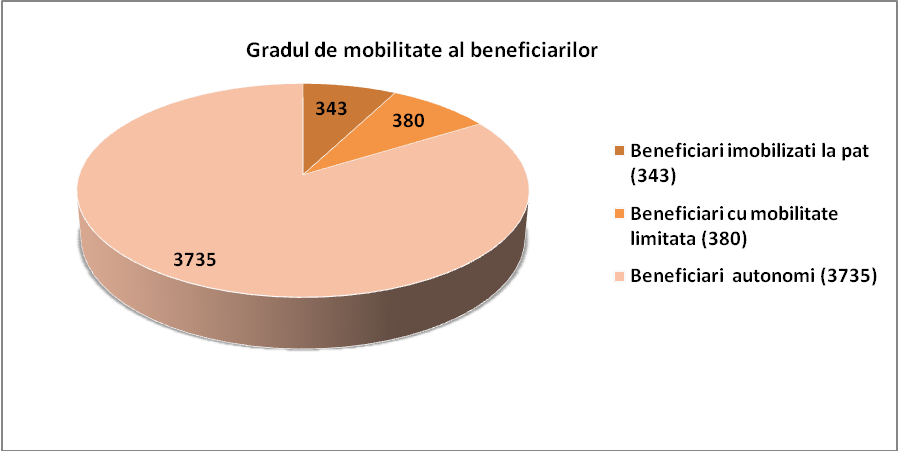 Gradul de mobilitate al beneficiarilor
343
380
3735
Beneficiari imobilizati la pat
(343)
Beneficiari cu mobilitate
limitata (380)
Beneficiari autonomi (3735)